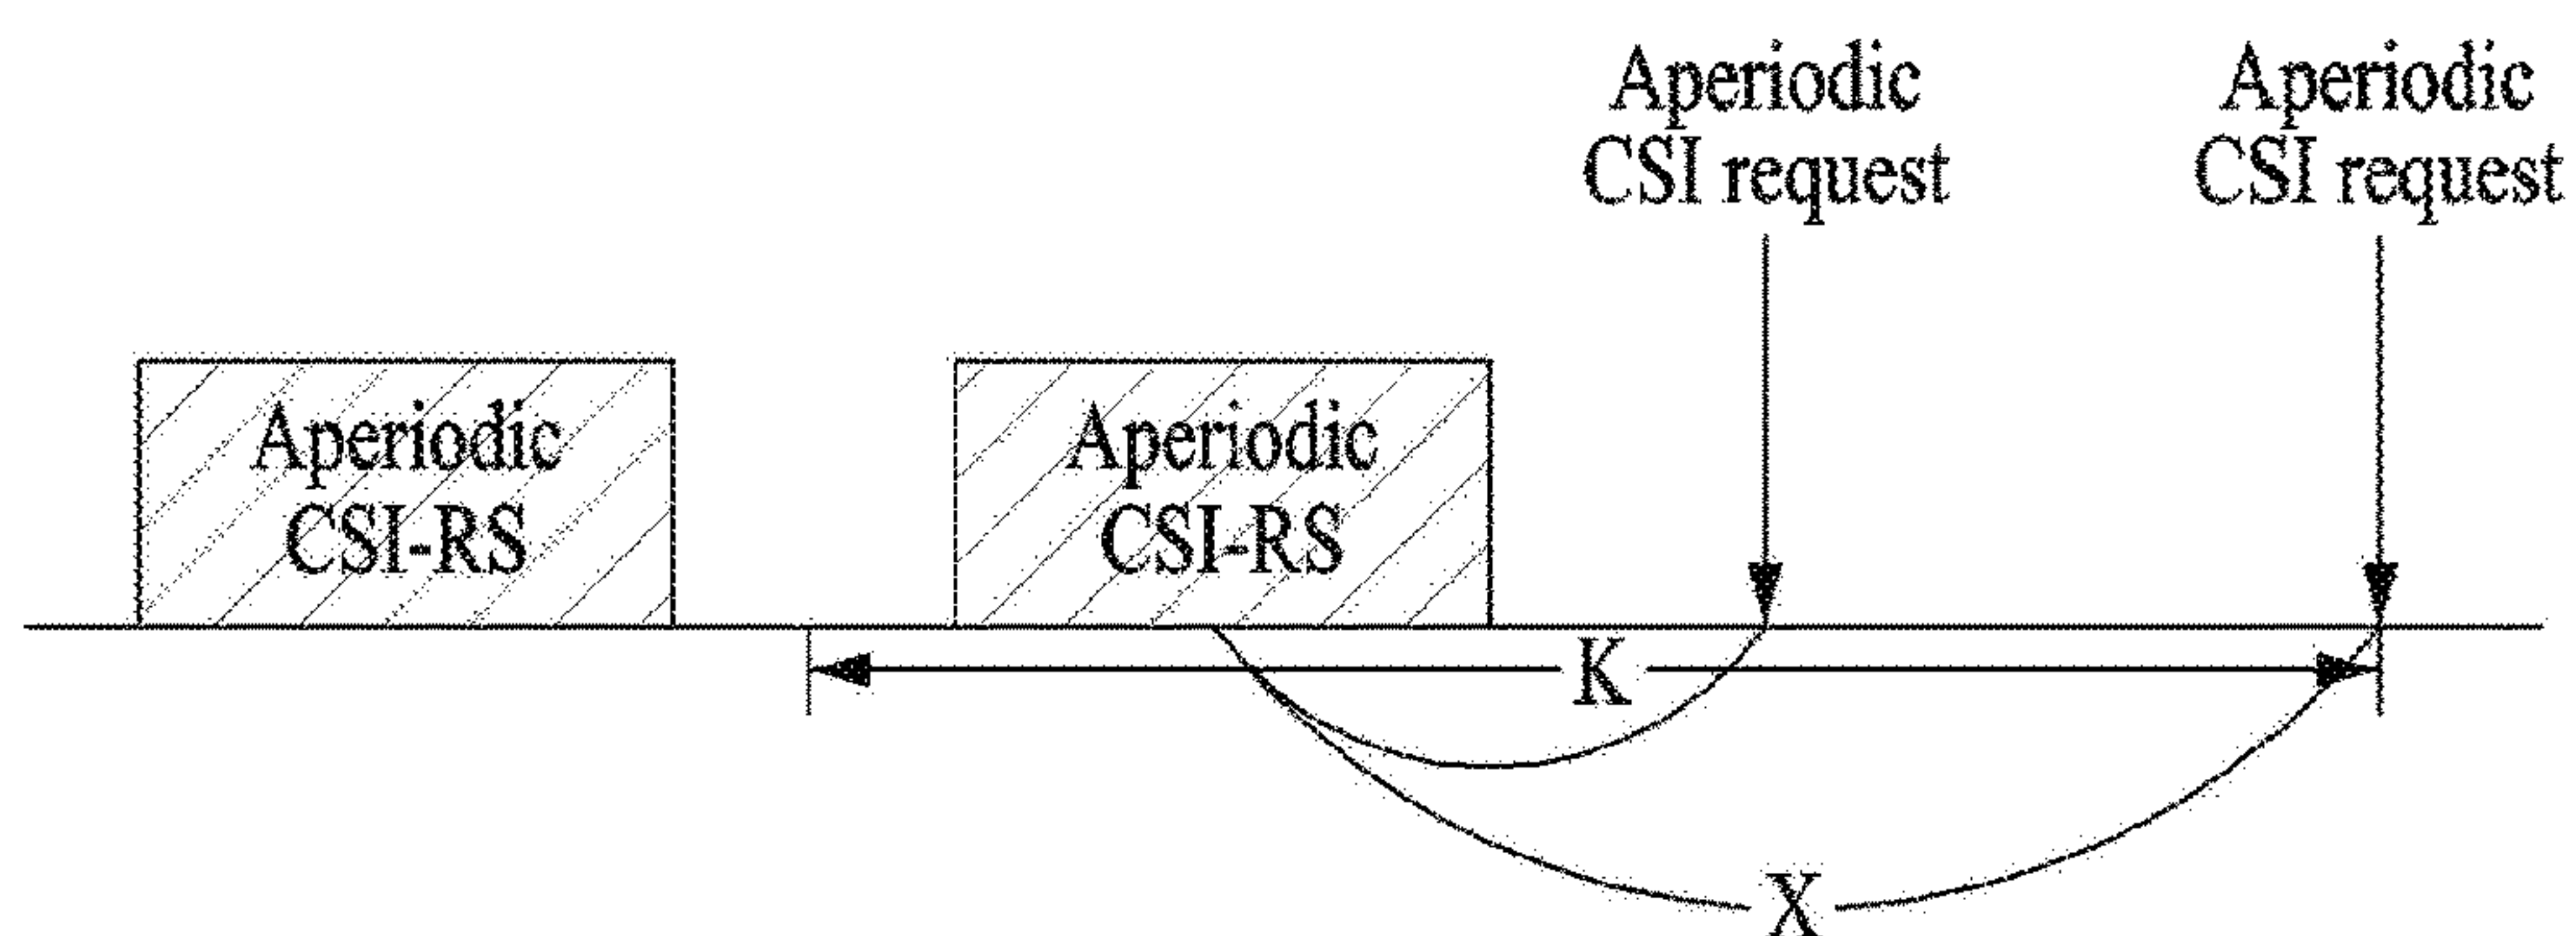 Aperiodic
CSI request
Aperiodic
CSI request
Aperiodic
CSI-RS
Aperiodic
CSI-RS
K
X